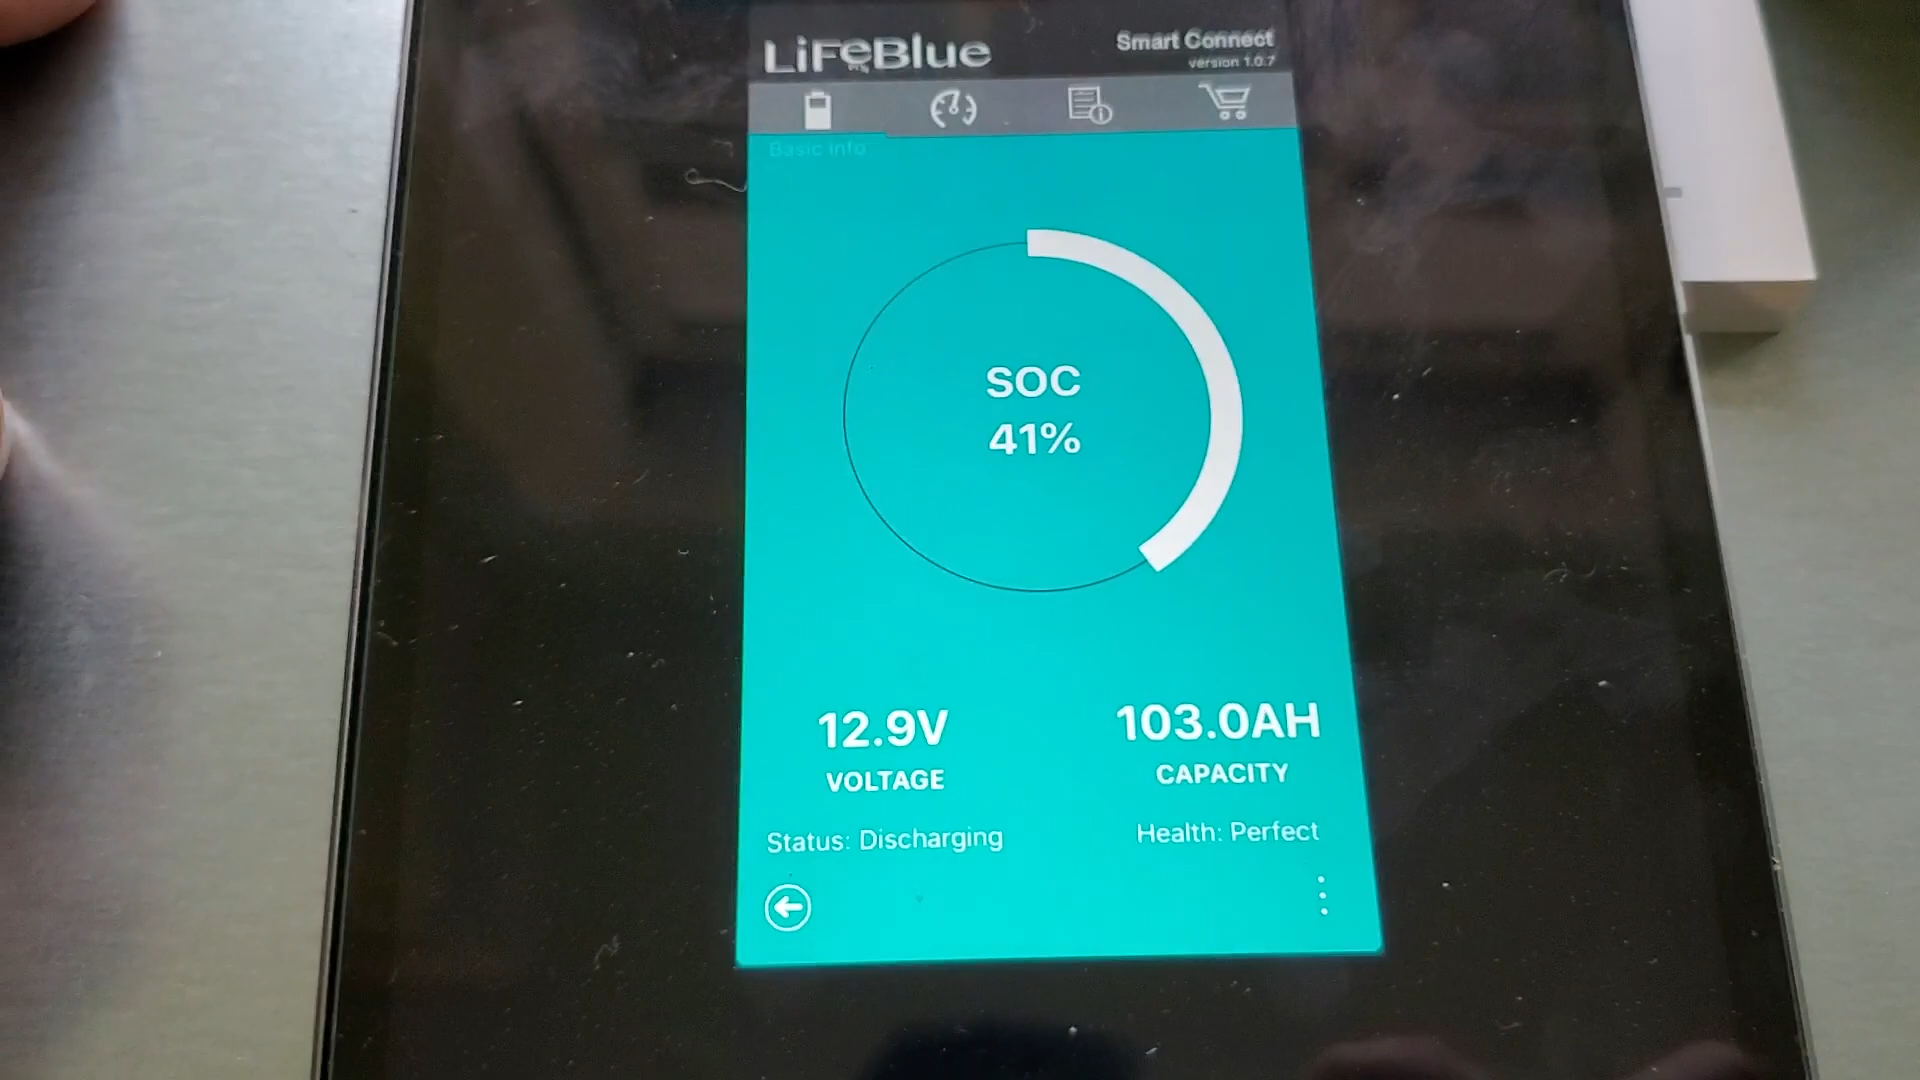 LiFeBlue
Smart Connect
version 1.0.7
Basic info
SOC
41%
12.9V
VOLTAGE
103.0AH
CAPACITY
Status: Discharging
Health: Perfect